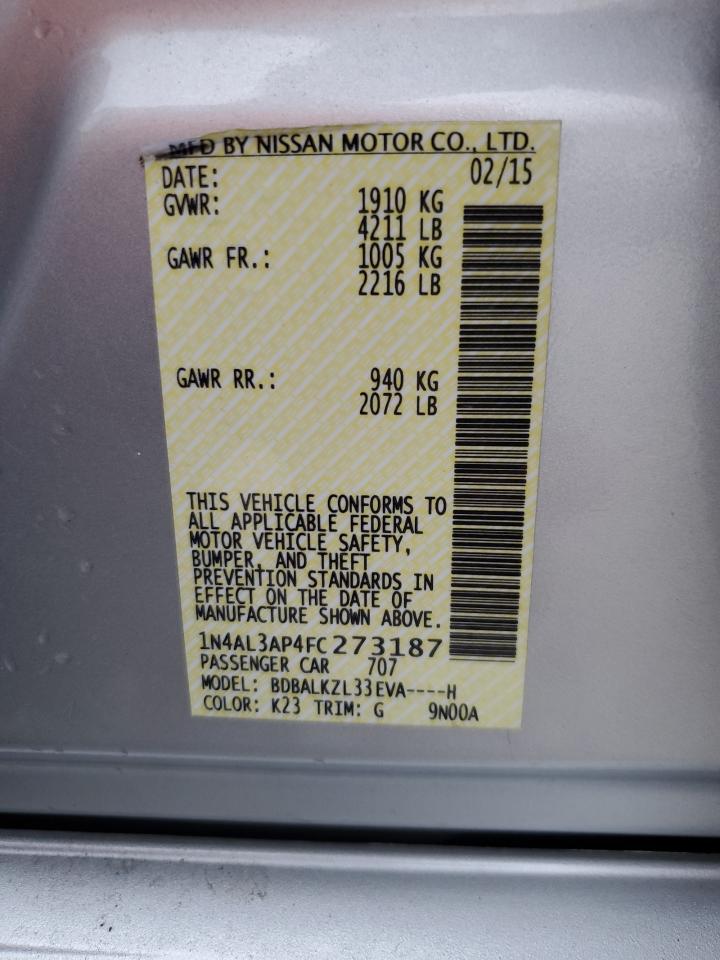 MFD BY NISSAN MOTOR CO., LTD.
DATE: 02/15
GVWR: 1910 KG
4211 LB
GAWR FR.: 1005 KG
2216 LB
GAWR RR.: 940 KG
2072 LB
THIS VEHICLE CONFORMS TO
ALL APPLICABLE FEDERAL
MOTOR VEHICLE SAFETY,
BUMPER, AND THEFT
PREVENTION STANDARDS IN
EFFECT ON THE DATE OF
MANUFACTURE SHOWN ABOVE.
1N4AL3AP4FC273187
PASSENGER CAR 707
MODEL: BDBALKZL33EVA----H
COLOR: K23 TRIM: G 9N00A